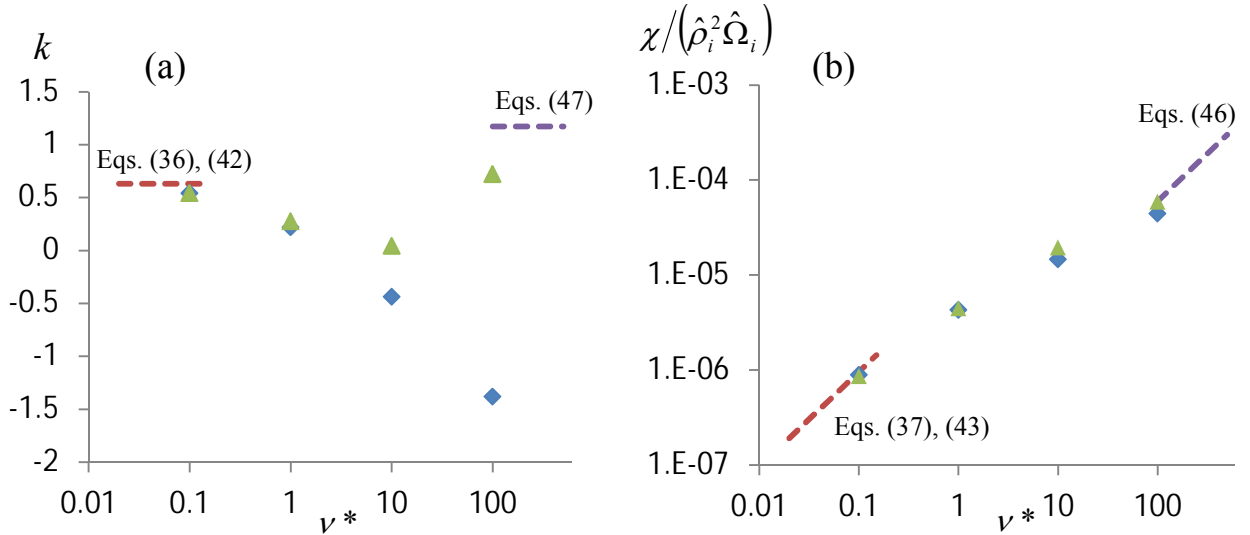 k
(a)
1.5
1
0.5
0
-0.5
-1
-1.5
-2
Eqs. (47)
Eqs. (36), (42)
0.01 0.1 1 10 100
ν *
χ/(ρ̂ᵢ²Ω̂ᵢ)
(b)
1.E-03
1.E-04
1.E-05
1.E-06
1.E-07
Eqs. (46)
Eqs. (37), (43)
0.01 0.1 1 10 100
ν *